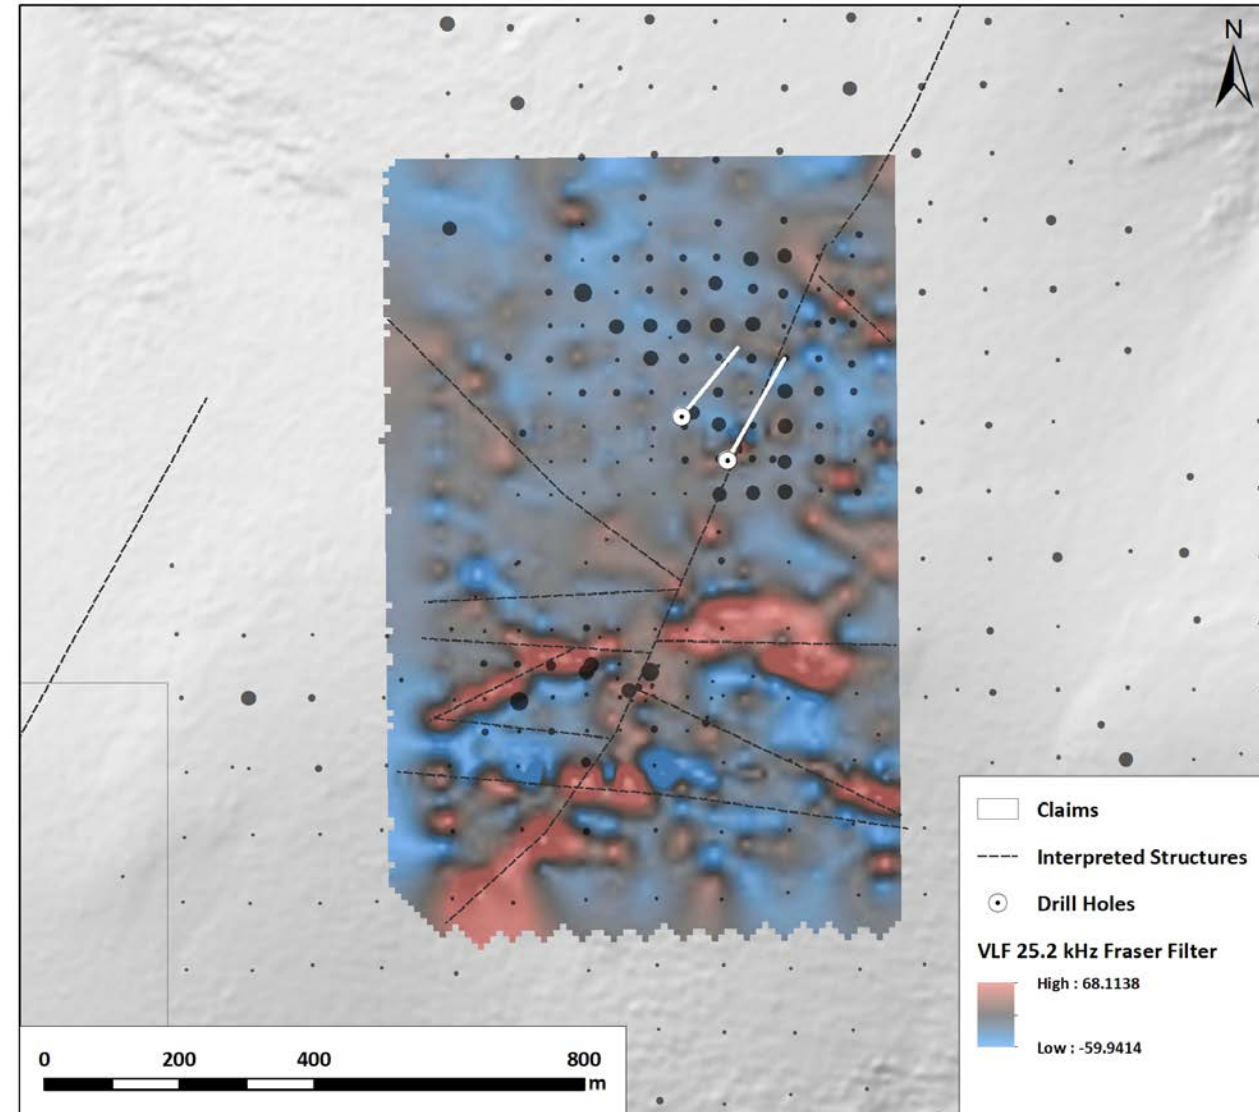 N
Claims
Interpreted Structures
Drill Holes
VLF 25.2 kHz Fraser Filter
High : 68.1138
Low : -59.9414
0 200 400 800
m